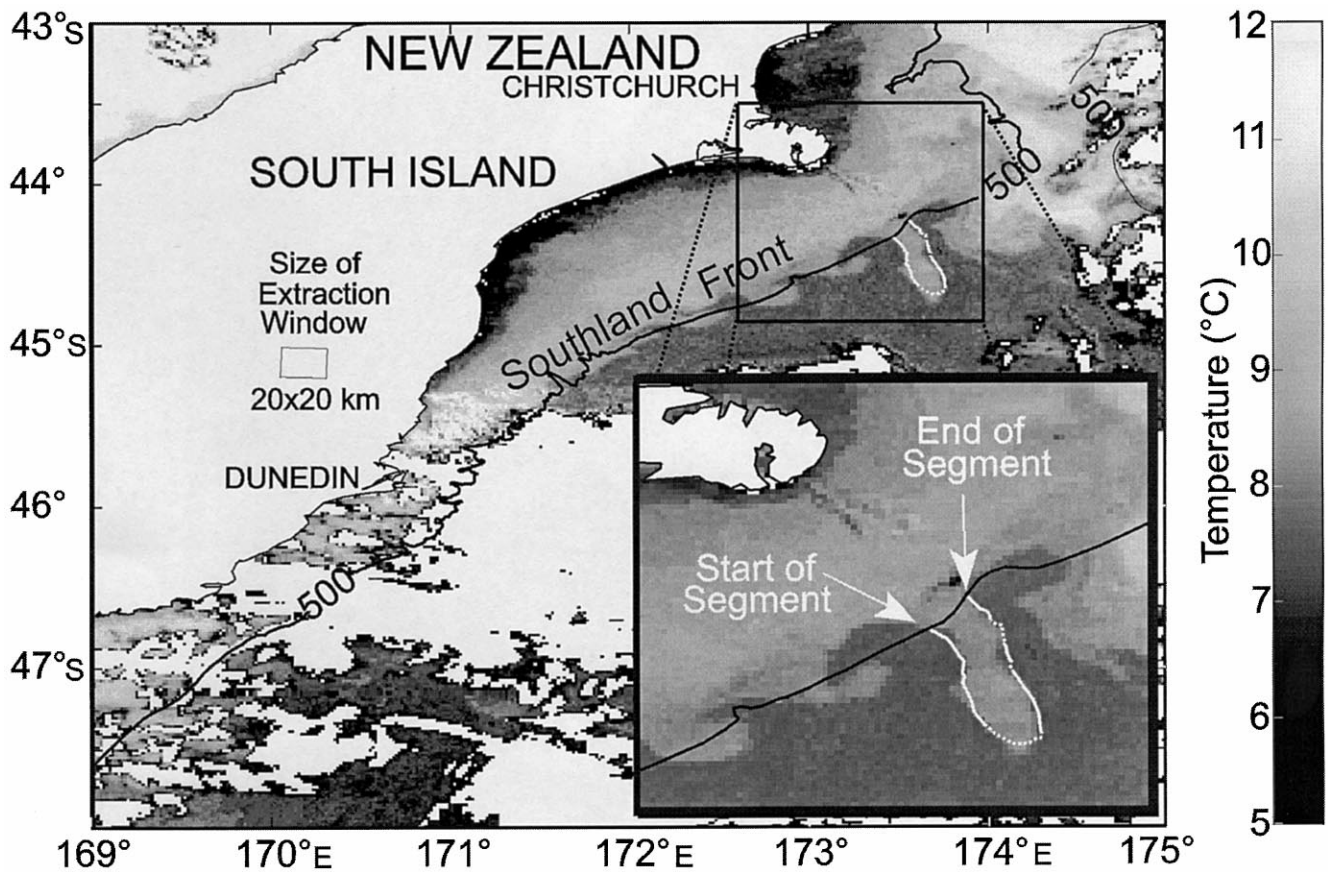 43°S
44°
45°S
46°
47°S
169°
170°E
171°
172°E
173°
174°E
175°
NEW ZEALAND
CHRISTCHURCH
SOUTH ISLAND
Size of
Extraction
Window
20x20 km
DUNEDIN
Southland Front
500
500
500
End of
Segment
Start of
Segment
12
11
10
9
8
7
6
5
Temperature (°C)